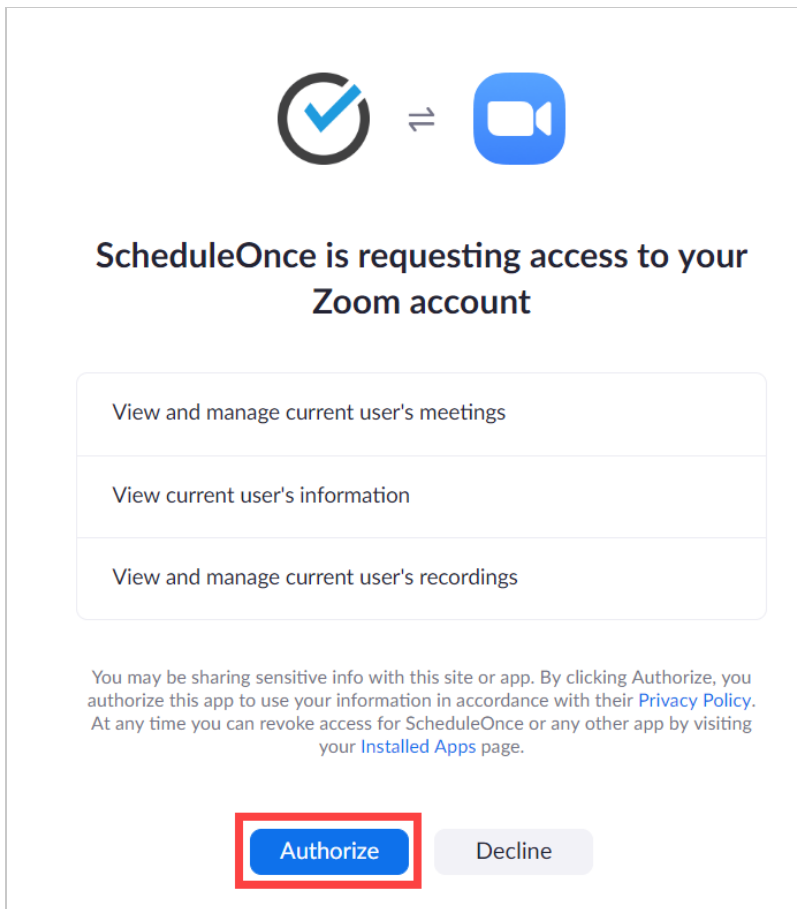 ScheduleOnce is requesting access to your
Zoom account
View and manage current user's meetings
View current user's information
View and manage current user's recordings
You may be sharing sensitive info with this site or app. By clicking Authorize, you
authorize this app to use your information in accordance with their Privacy Policy.
At any time you can revoke access for ScheduleOnce or any other app by visiting
your Installed Apps page.
Authorize
Decline